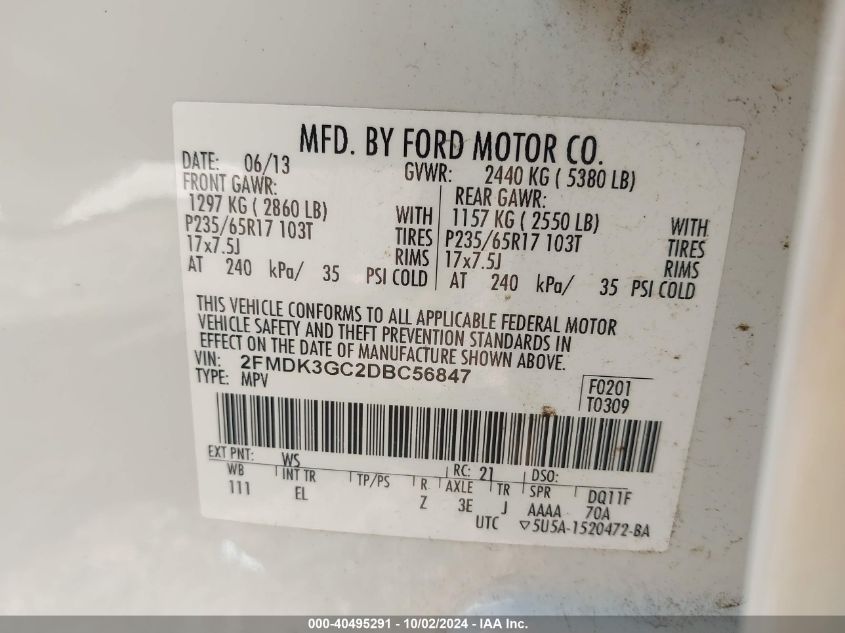 MFD. BY FORD MOTOR CO.
DATE: 06/13 GVWR: 2440 KG ( 5380 LB)
FRONT GAWR: REAR GAWR:
1297 KG ( 2860 LB) WITH 1157 KG ( 2550 LB) WITH
P235/65R17 103T TIRES P235/65R17 103T TIRES
17x7.5J RIMS 17x7.5J RIMS
AT 240 kPa/ 35 PSI COLD AT 240 kPa/ 35 PSI COLD
THIS VEHICLE CONFORMS TO ALL APPLICABLE FEDERAL MOTOR
VEHICLE SAFETY AND THEFT PREVENTION STANDARDS IN
EFFECT ON THE DATE OF MANUFACTURE SHOWN ABOVE.
VIN: 2FMDK3GC2DBC56847
TYPE: MPV
F0201
T0309
EXT PNT: WS RC: 21 DSO:
WB INT TR TP/PS R AXLE TR SPR DQ11F
111 EL Z 3E J AAAA 70A
UTC ▽5U5A-1520472-BA
000-40495291 - 10/02/2024 - IAA Inc.